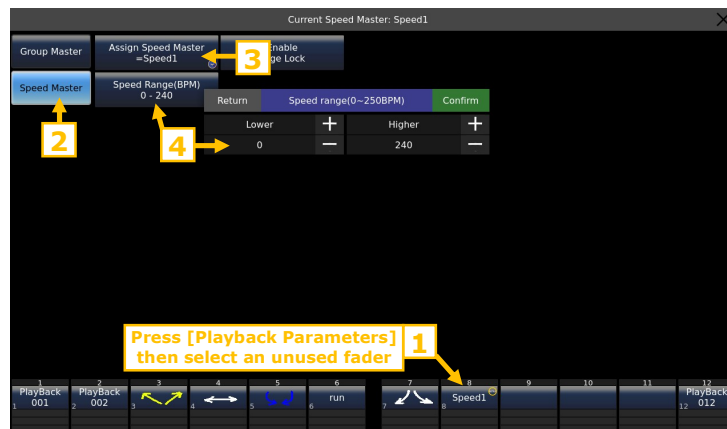 Current Speed Master: Speed1
Group Master
Assign Speed Master
=Speed1
3
Speed Master
Speed Range(BPM)
0 - 240
Return
Speed range(0~250BPM)
Confirm
Lower
+
Higher
+
2
4
0
—
240
—
Press [Playback Parameters]
then select an unused fader
1
1 2 3 4 5 6 7 8 9 10 11 12
PlayBack
001
PlayBack
002
run
Speed1
PlayBack
012
1 2 3 4 5 6 7 8 12